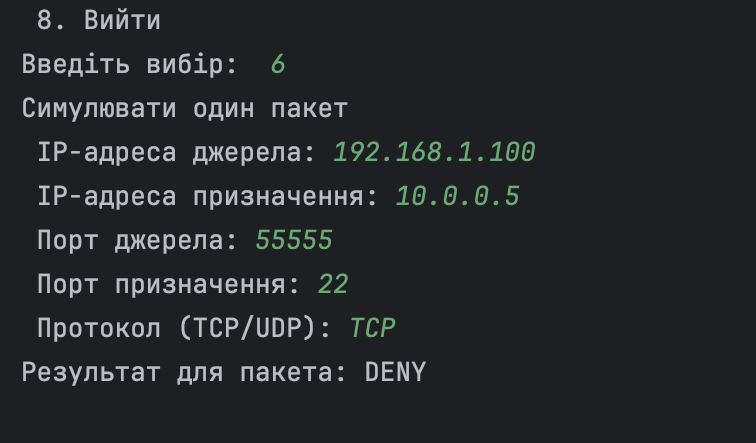 8. Вийти
Введіть вибір: 6
Симулювати один пакет
IP-адреса джерела: 192.168.1.100
IP-адреса призначення: 10.0.0.5
Порт джерела: 55555
Порт призначення: 22
Протокол (TCP/UDP): TCP
Результат для пакета: DENY